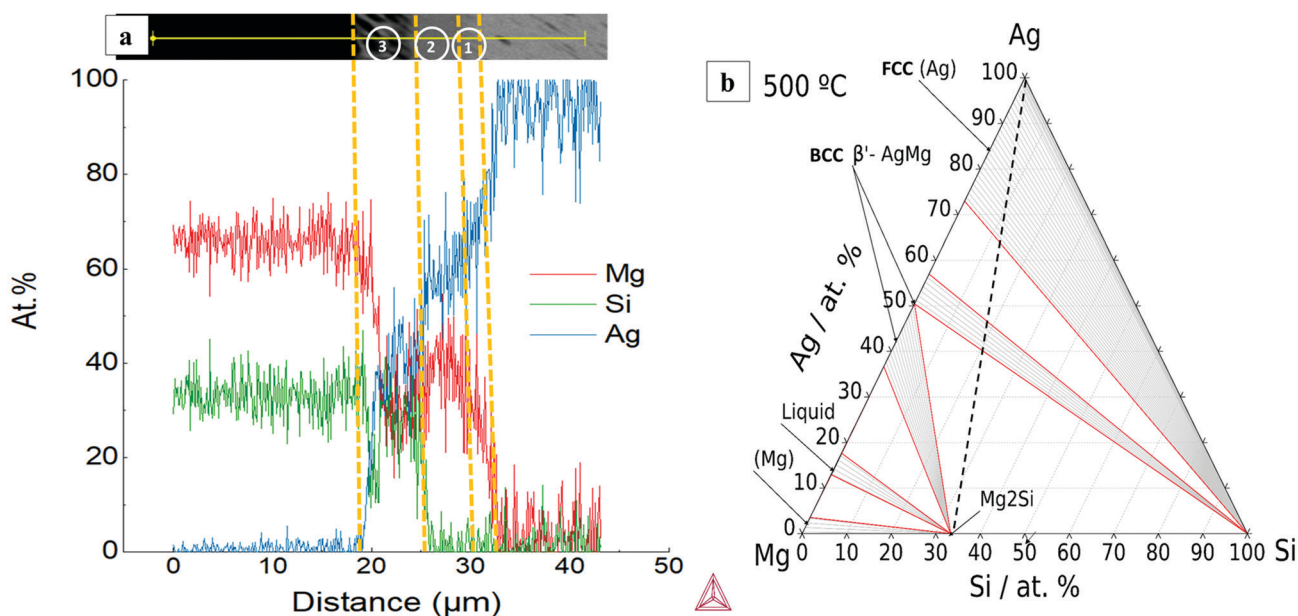 a
3
2
1
100
80
60
40
20
0
At.%
Mg
Si
Ag
0
10
20
30
40
50
Distance (µm)
b
500 ºC
Ag
FCC (Ag)
BCC β'- AgMg
Liquid
(Mg)
Ag / at. %
100
90
80
70
60
50
40
30
20
10
0
Mg2Si
Mg
Si
0
10
20
30
40
50
60
70
80
90
100
Si / at. %